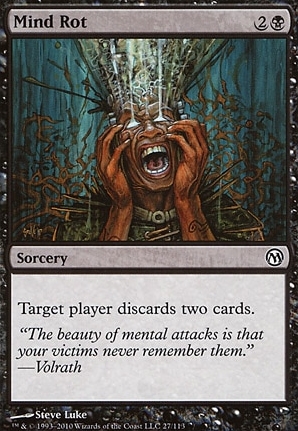 Mind Rot 2
Sorcery
Target player discards two cards.
“The beauty of mental attacks is that
your victims never remember them.”
—Volrath
Steve Luke
™ & © 1993–2010 Wizards of the Coast LLC 27/113